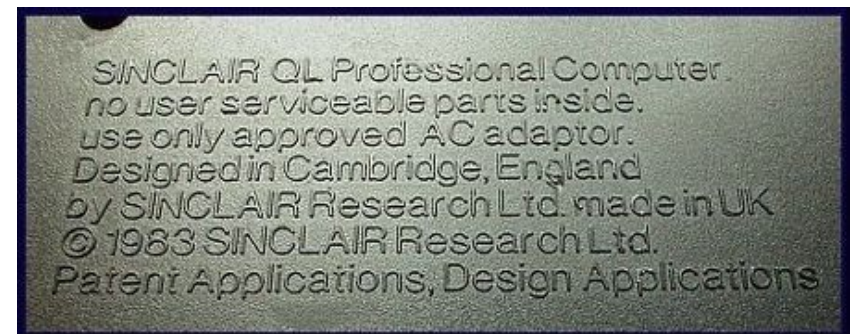 SINCLAIR QL Professional Computer.
no user serviceable parts inside.
use only approved AC adaptor.
Designed in Cambridge, England
by SINCLAIR Research Ltd. made in UK
© 1983 SINCLAIR Research Ltd.
Patent Applications, Design Applications